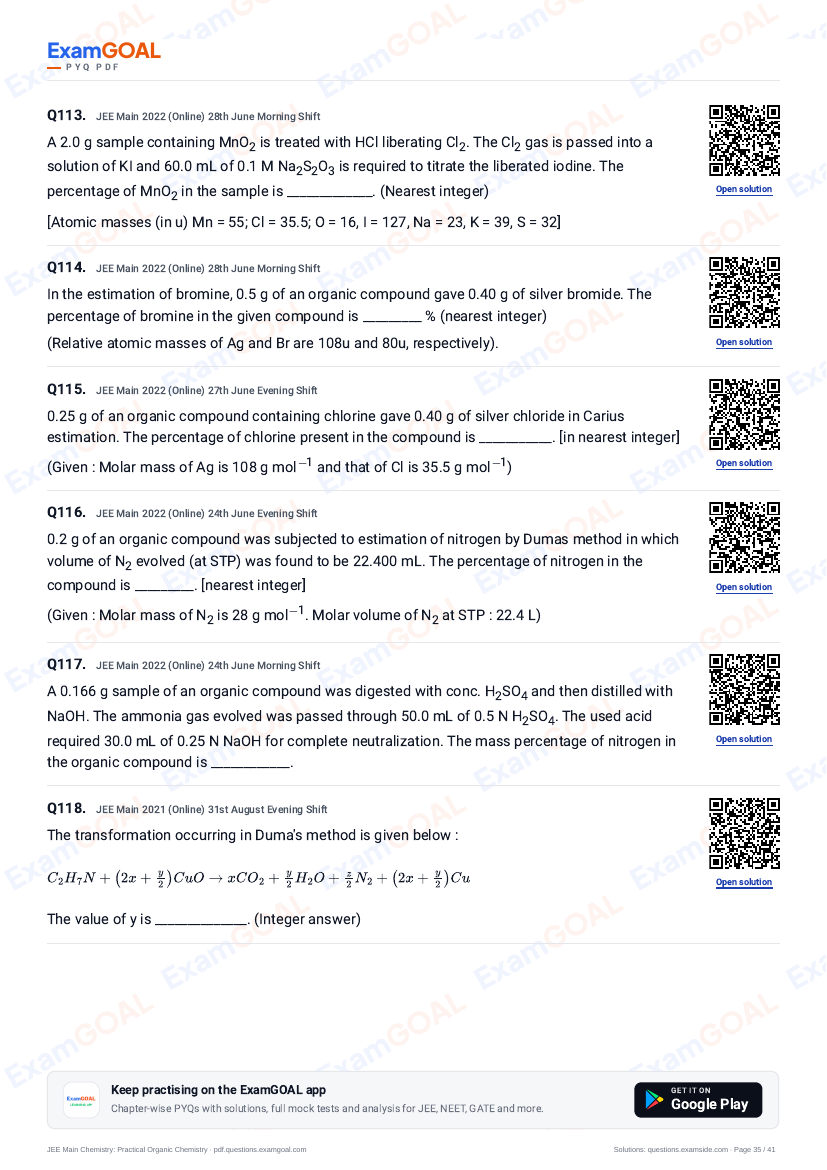 ExamGOAL
PYQ PDF
Q113. JEE Main 2022 (Online) 28th June Morning Shift
A 2.0 g sample containing MnO₂ is treated with HCl liberating Cl₂. The Cl₂ gas is passed into a
solution of KI and 60.0 mL of 0.1 M Na₂S₂O₃ is required to titrate the liberated iodine. The
percentage of MnO₂ in the sample is _____________. (Nearest integer)
[Atomic masses (in u) Mn = 55; Cl = 35.5; O = 16, I = 127, Na = 23, K = 39, S = 32]
Open solution
Q114. JEE Main 2022 (Online) 28th June Morning Shift
In the estimation of bromine, 0.5 g of an organic compound gave 0.40 g of silver bromide. The
percentage of bromine in the given compound is _________ % (nearest integer)
(Relative atomic masses of Ag and Br are 108u and 80u, respectively).
Open solution
Q115. JEE Main 2022 (Online) 27th June Evening Shift
0.25 g of an organic compound containing chlorine gave 0.40 g of silver chloride in Carius
estimation. The percentage of chlorine present in the compound is ___________. [in nearest integer]
(Given : Molar mass of Ag is 108 g mol⁻¹ and that of Cl is 35.5 g mol⁻¹)
Open solution
Q116. JEE Main 2022 (Online) 24th June Evening Shift
0.2 g of an organic compound was subjected to estimation of nitrogen by Dumas method in which
volume of N₂ evolved (at STP) was found to be 22.400 mL. The percentage of nitrogen in the
compound is _________. [nearest integer]
(Given : Molar mass of N₂ is 28 g mol⁻¹. Molar volume of N₂ at STP : 22.4 L)
Open solution
Q117. JEE Main 2022 (Online) 24th June Morning Shift
A 0.166 g sample of an organic compound was digested with conc. H₂SO₄ and then distilled with
NaOH. The ammonia gas evolved was passed through 50.0 mL of 0.5 N H₂SO₄. The used acid
required 30.0 mL of 0.25 N NaOH for complete neutralization. The mass percentage of nitrogen in
the organic compound is ____________.
Open solution
Q118. JEE Main 2021 (Online) 31st August Evening Shift
The transformation occurring in Duma's method is given below :
C₂H₇N + (2x + y/2)CuO → xCO₂ + y/2 H₂O + z/2 N₂ + (2x + y/2)Cu
The value of y is ______________. (Integer answer)
Open solution
ExamGOAL
Keep practising on the ExamGOAL app
Chapter-wise PYQs with solutions, full mock tests and analysis for JEE, NEET, GATE and more.
GET IT ON
Google Play
JEE Main Chemistry: Practical Organic Chemistry · pdf.questions.examgoal.com
Solutions: questions.examside.com · Page 35 / 41